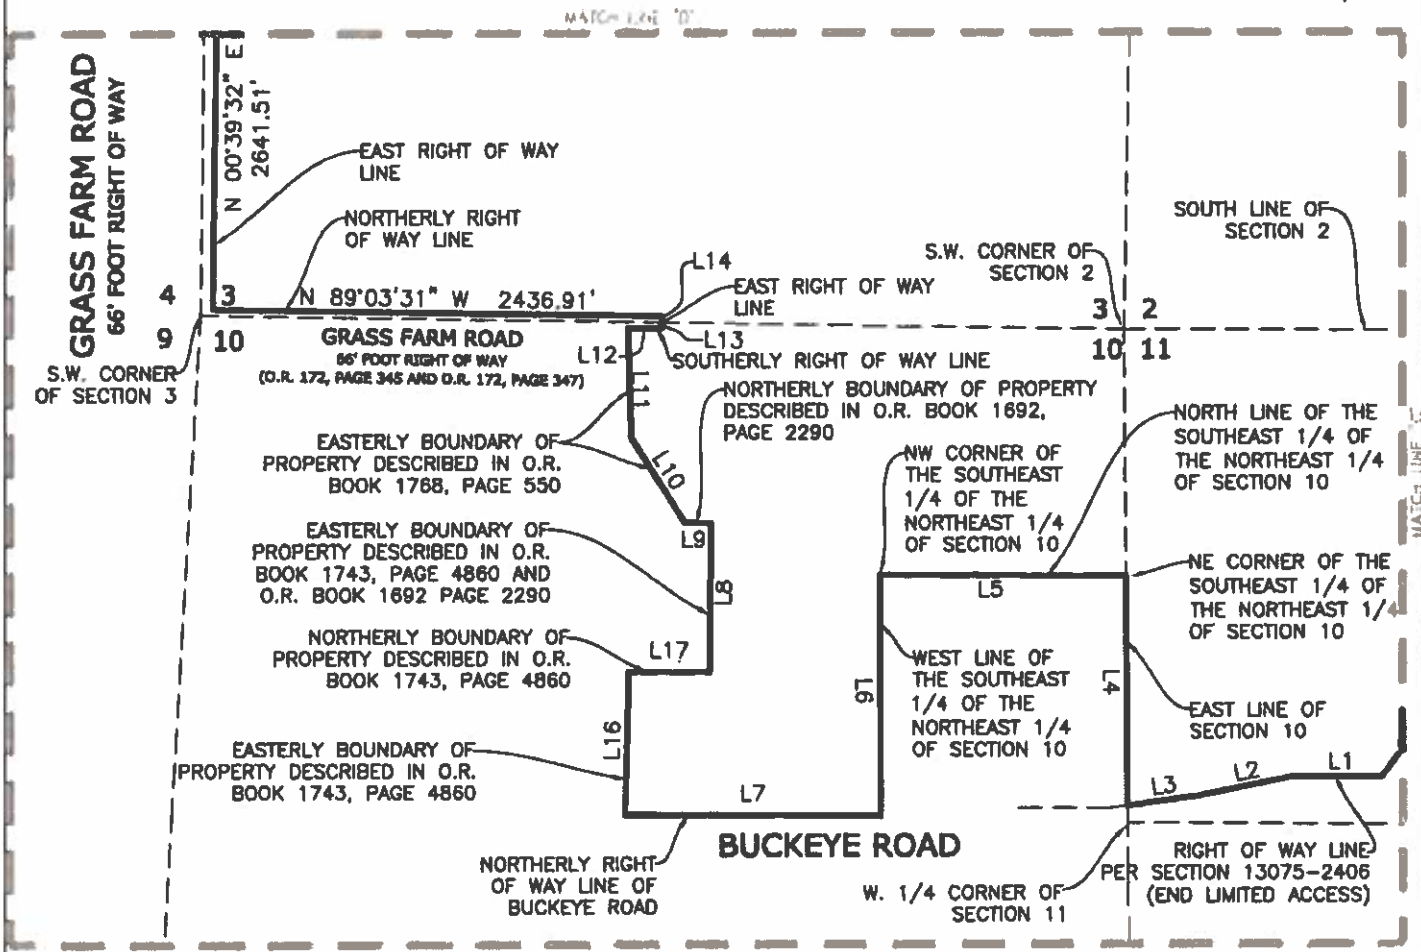 MATCH LINE "D"
GRASS FARM ROAD
66' FOOT RIGHT OF WAY
N 00°39'32" E
2641.51'
EAST RIGHT OF WAY
LINE
NORTHERLY RIGHT
OF WAY LINE
SOUTH LINE OF
SECTION 2
S.W. CORNER OF
SECTION 2
L14
EAST RIGHT OF WAY
LINE
4
3
N 89°03'31" W 2436.91'
3
2
9
10
GRASS FARM ROAD
66' FOOT RIGHT OF WAY
(O.R. 172, PAGE 345 AND O.R. 172, PAGE 347)
L12
L13
10
11
SOUTHERLY RIGHT OF WAY LINE
S.W. CORNER
OF SECTION 3
L11
NORTHERLY BOUNDARY OF PROPERTY
DESCRIBED IN O.R. BOOK 1692,
PAGE 2290
NORTH LINE OF THE
SOUTHEAST 1/4 OF
THE NORTHEAST 1/4
OF SECTION 10
EASTERLY BOUNDARY OF
PROPERTY DESCRIBED IN O.R.
BOOK 1768, PAGE 550
L10
NW CORNER OF
THE SOUTHEAST
1/4 OF THE
NORTHEAST 1/4
OF SECTION 10
MATCH LINE
EASTERLY BOUNDARY OF
PROPERTY DESCRIBED IN O.R.
BOOK 1743, PAGE 4860 AND
O.R. BOOK 1692 PAGE 2290
L9
L8
L5
NE CORNER OF THE
SOUTHEAST 1/4 OF
THE NORTHEAST 1/4
OF SECTION 10
NORTHERLY BOUNDARY OF
PROPERTY DESCRIBED IN O.R.
BOOK 1743, PAGE 4860
L17
L6
WEST LINE OF
THE SOUTHEAST
1/4 OF THE
NORTHEAST 1/4
OF SECTION 10
L4
EAST LINE OF
SECTION 10
EASTERLY BOUNDARY OF
PROPERTY DESCRIBED IN O.R.
BOOK 1743, PAGE 4860
L16
L7
L3
L2
L1
BUCKEYE ROAD
NORTHERLY RIGHT
OF WAY LINE OF
BUCKEYE ROAD
W. 1/4 CORNER OF
SECTION 11
RIGHT OF WAY LINE
PER SECTION 13075-2406
(END LIMITED ACCESS)